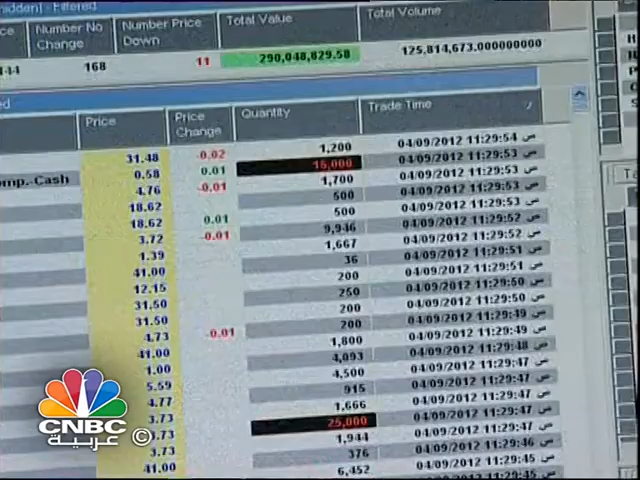 hidden] - Filtered
Number No Change
Number Price Down
Total Value
Total Volume
168
11
290,048,829.58
125,814,673.000000000
Price
Price Change
Quantity
Trade Time
31.48 -0.02 1,200 04/09/2012 11:29:54 ص
0.58 0.01 15,000 04/09/2012 11:29:53 ص
4.76 -0.01 1,700 04/09/2012 11:29:53 ص
18.62 500 04/09/2012 11:29:53 ص
18.62 0.01 500 04/09/2012 11:29:53 ص
3.72 -0.01 9,946 04/09/2012 11:29:52 ص
1.39 1,667 04/09/2012 11:29:52 ص
41.00 36 04/09/2012 11:29:51 ص
12.15 200 04/09/2012 11:29:51 ص
31.50 250 04/09/2012 11:29:50 ص
31.50 200 04/09/2012 11:29:50 ص
4.73 -0.01 200 04/09/2012 11:29:49 ص
41.00 1,800 04/09/2012 11:29:49 ص
1.00 4,093 04/09/2012 11:29:48 ص
5.59 4,500 04/09/2012 11:29:47 ص
4.77 915 04/09/2012 11:29:47 ص
3.73 1,666 04/09/2012 11:29:47 ص
3.73 25,000 04/09/2012 11:29:47 ص
3.73 1,944 04/09/2012 11:29:46 ص
41.00 376 04/09/2012 11:29:45 ص
6,452 04/09/2012 11:29:45 ص
omp.-Cash
CNBC
عربية ©